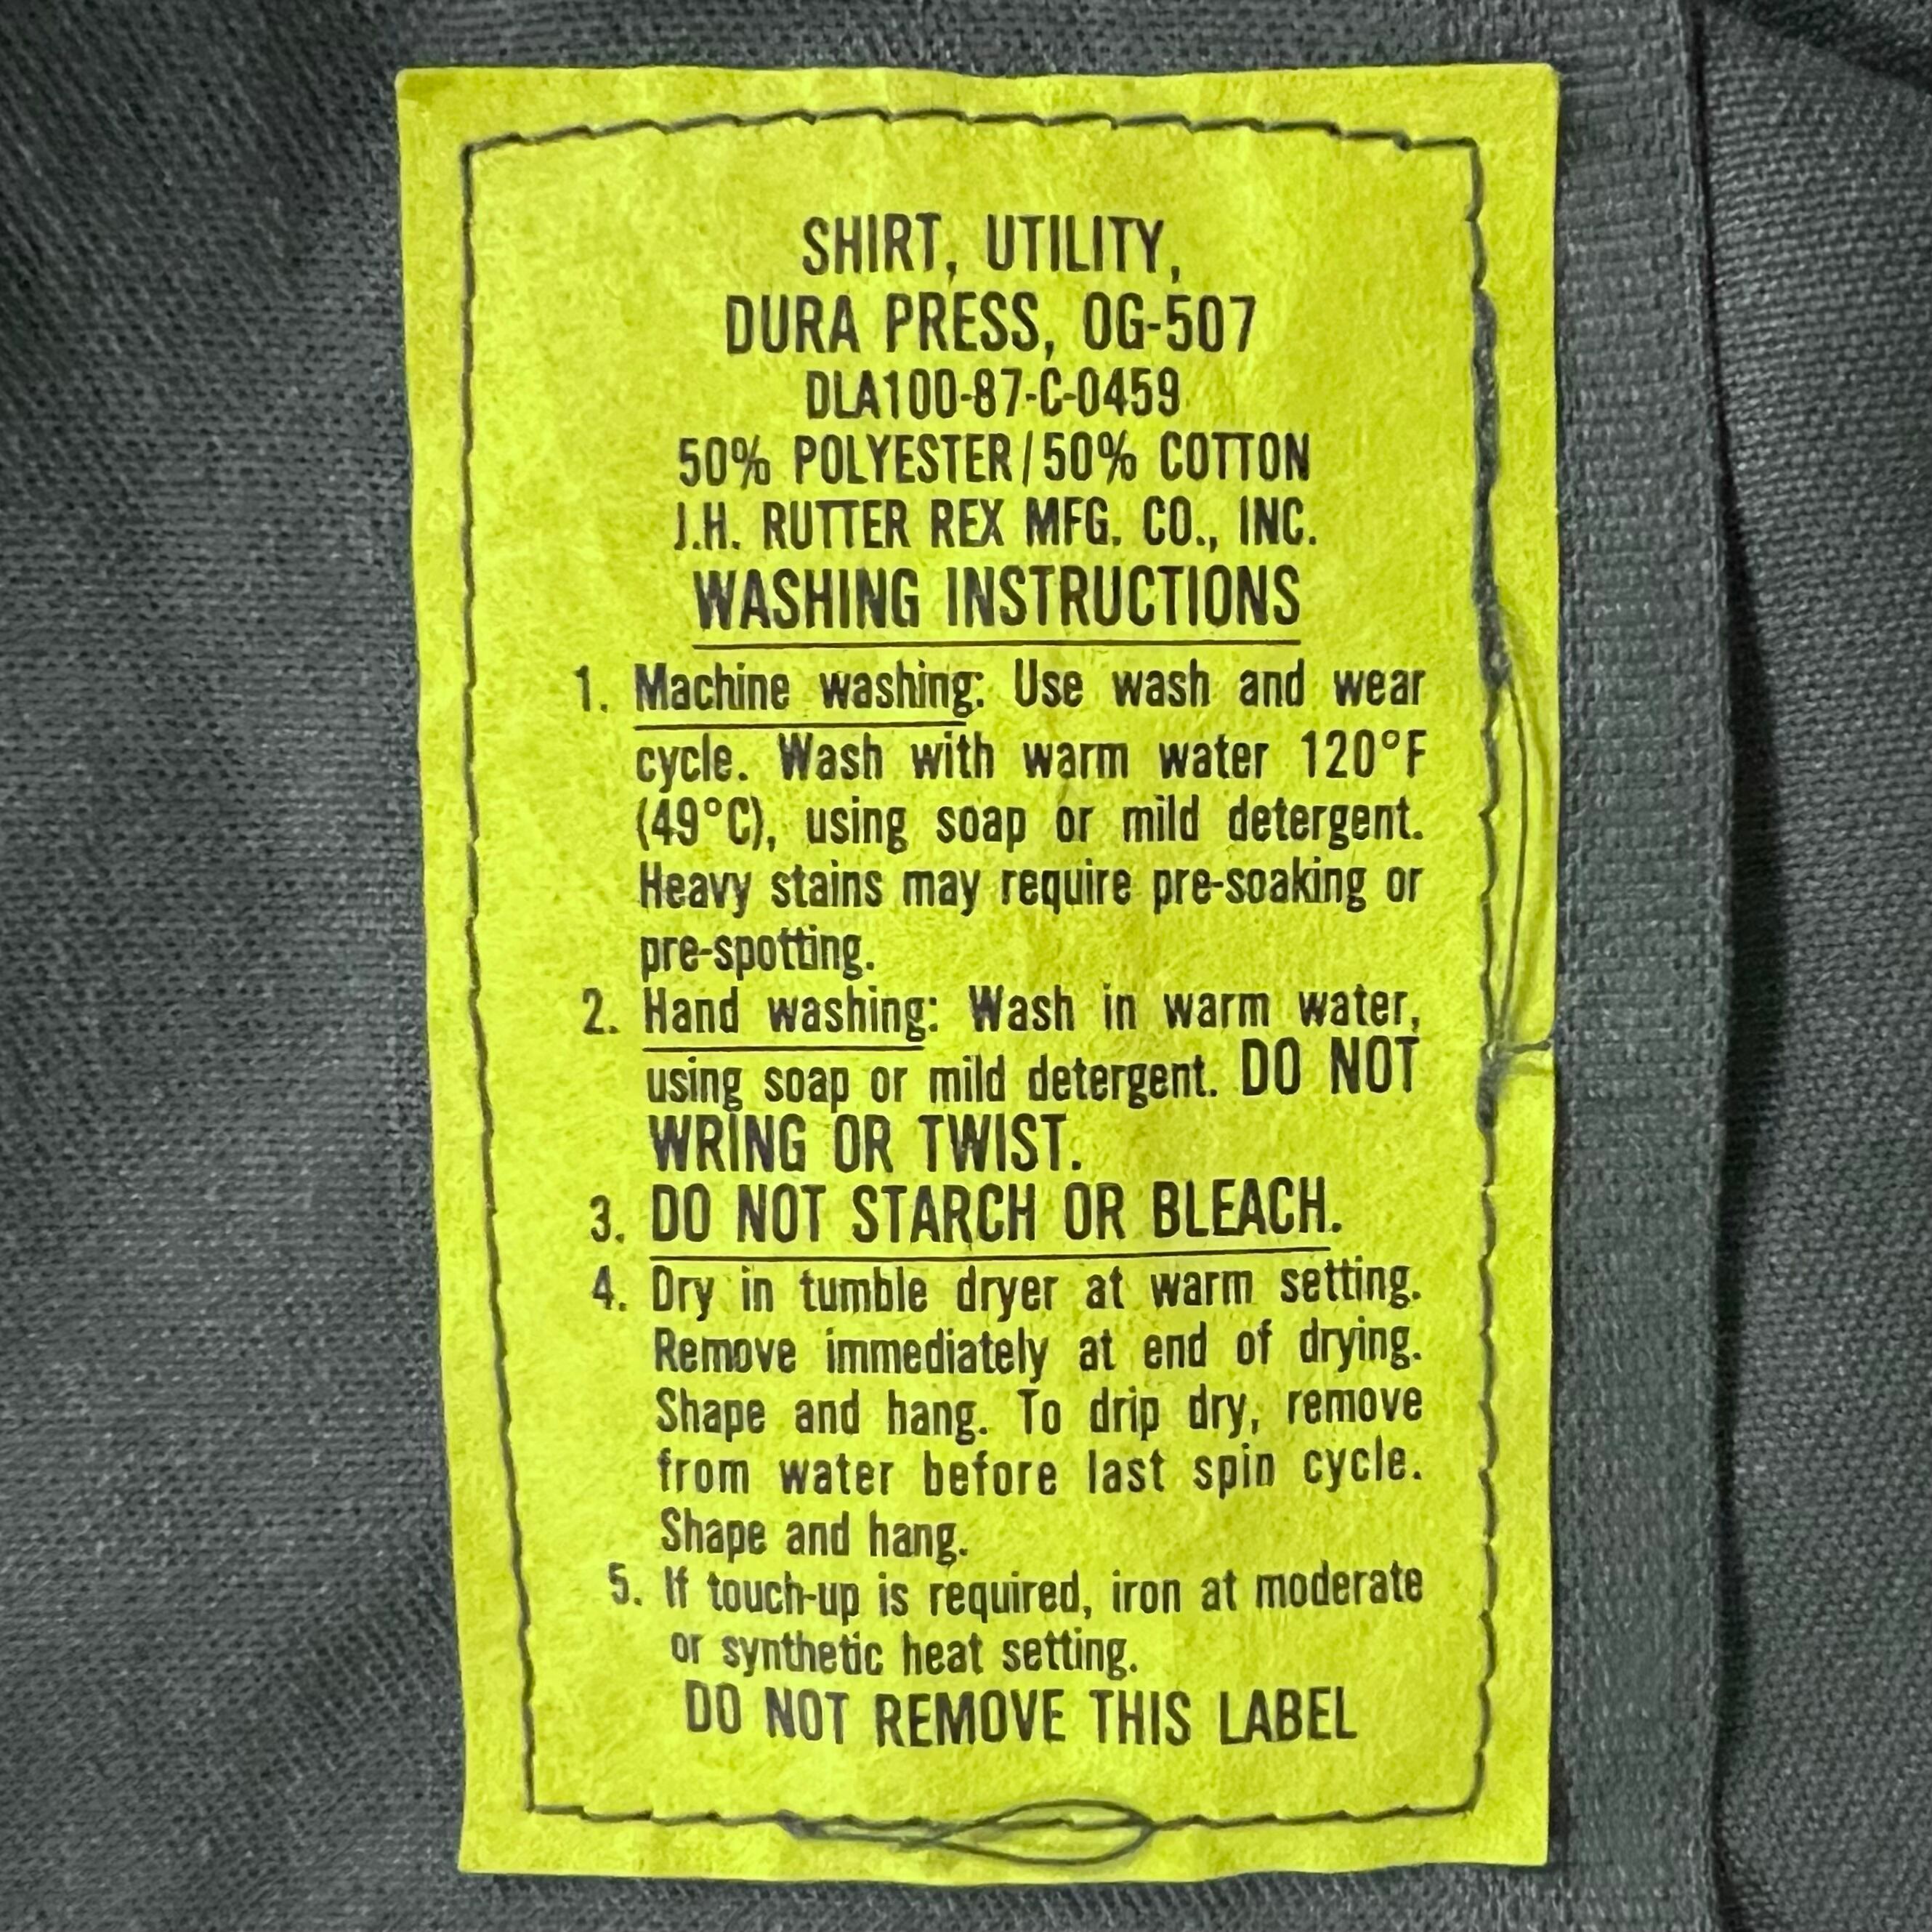 SHIRT, UTILITY,
DURA PRESS, OG-507
DLA100-87-C-0459
50% POLYESTER/50% COTTON
J.H. RUTTER REX MFG. CO., INC.
WASHING INSTRUCTIONS
1. Machine washing: Use wash and wear
cycle. Wash with warm water 120°F
(49°C), using soap or mild detergent.
Heavy stains may require pre-soaking or
pre-spotting.
2. Hand washing: Wash in warm water,
using soap or mild detergent. DO NOT
WRING OR TWIST.
3. DO NOT STARCH OR BLEACH.
4. Dry in tumble dryer at warm setting.
Remove immediately at end of drying.
Shape and hang. To drip dry, remove
from water before last spin cycle.
Shape and hang.
5. If touch-up is required, iron at moderate
or synthetic heat setting.
DO NOT REMOVE THIS LABEL